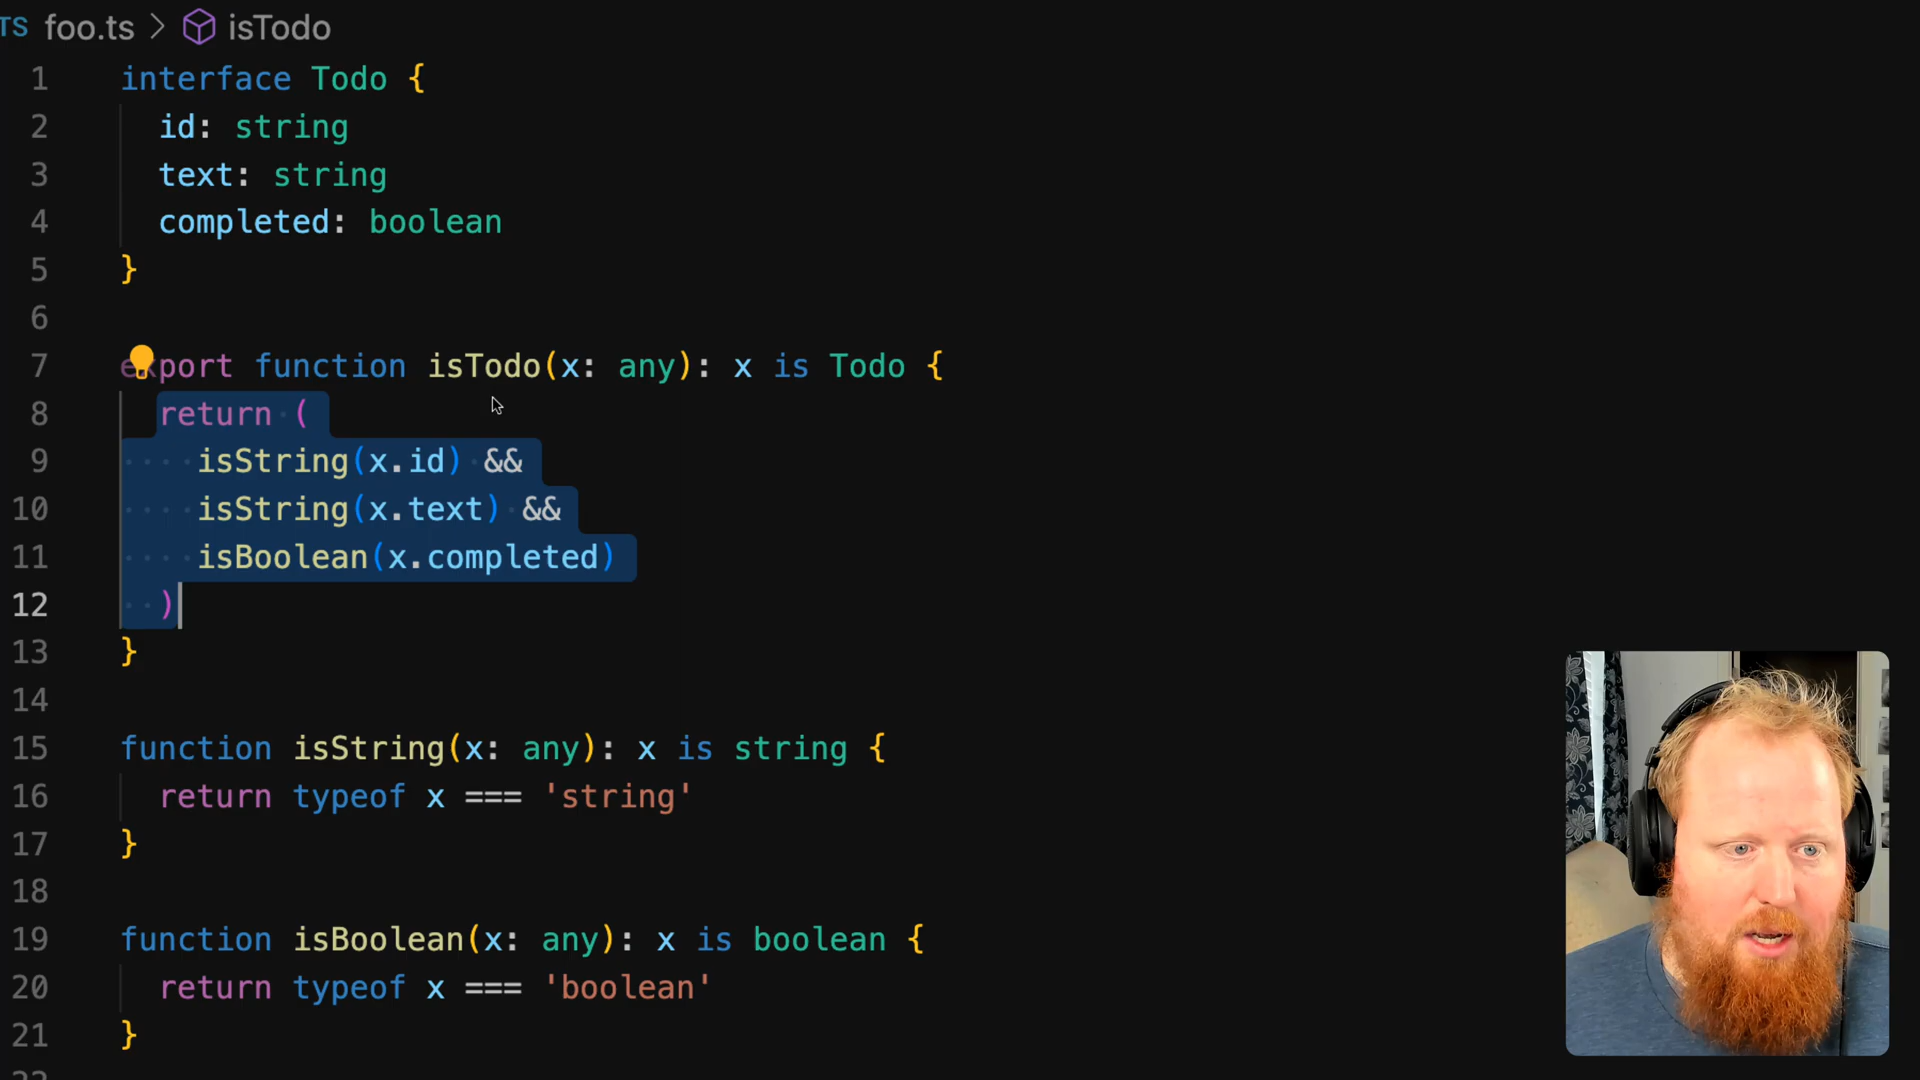 TS foo.ts > isTodo
1 interface Todo {
2 id: string
3 text: string
4 completed: boolean
5 }
6
7 export function isTodo(x: any): x is Todo {
8 return (
9 isString(x.id) &&
10 isString(x.text) &&
11 isBoolean(x.completed)
12 )
13 }
14
15 function isString(x: any): x is string {
16 return typeof x === 'string'
17 }
18
19 function isBoolean(x: any): x is boolean {
20 return typeof x === 'boolean'
21 }
22